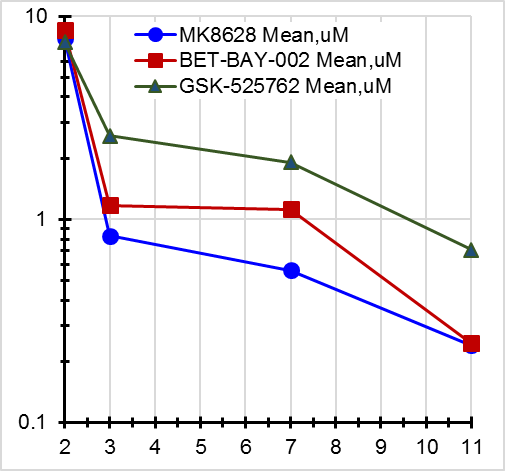 10
MK8628 Mean,uM
BET-BAY-002 Mean,uM
GSK-525762 Mean,uM
1
0.1
2 3 4 5 6 7 8 9 10 11